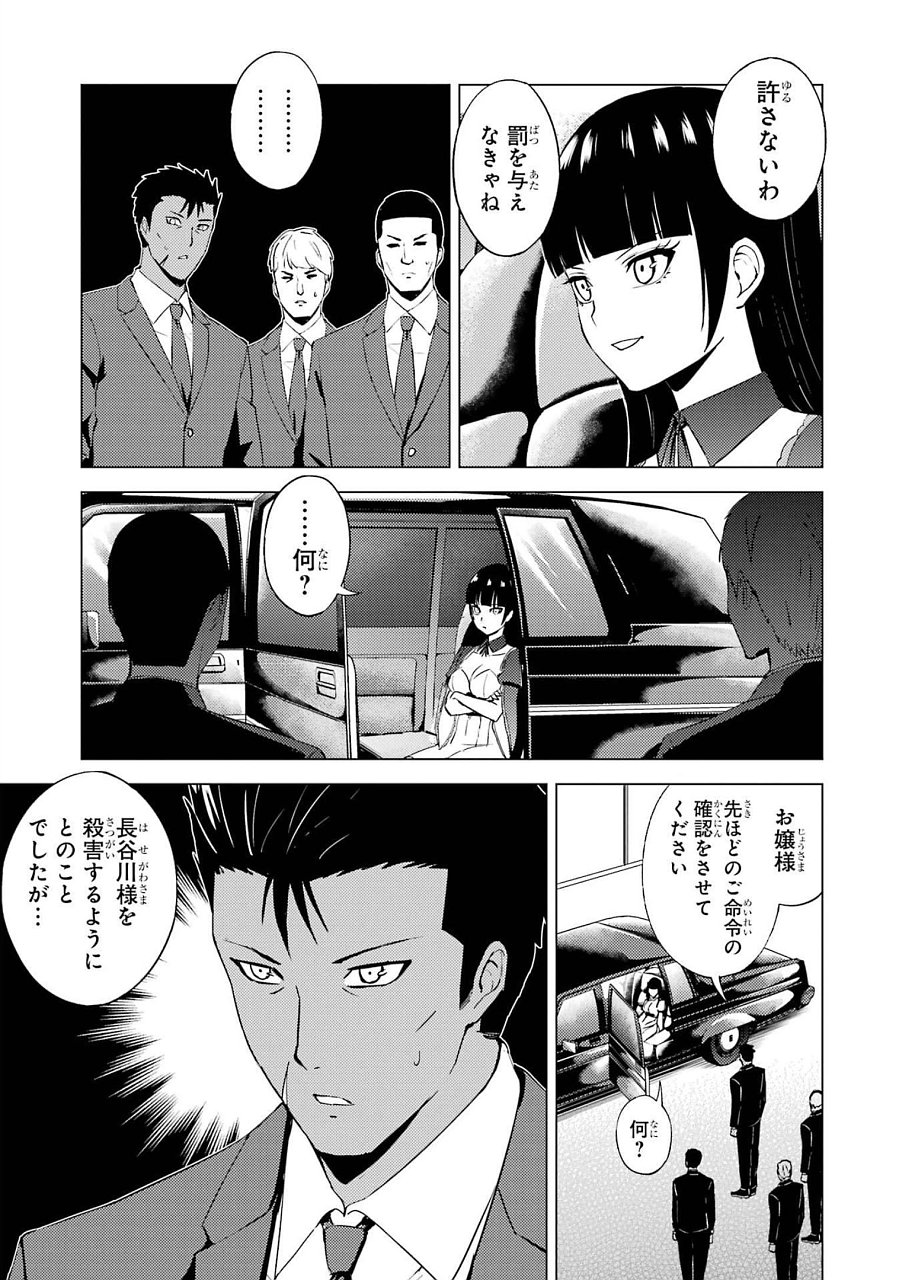 許さないわ
罰を与え
なきゃね
………
………
……何?
お嬢様
先ほどのご命令の
確認をさせて
ください
何?
長谷川様を
殺害するように
とのこと
でしたが…